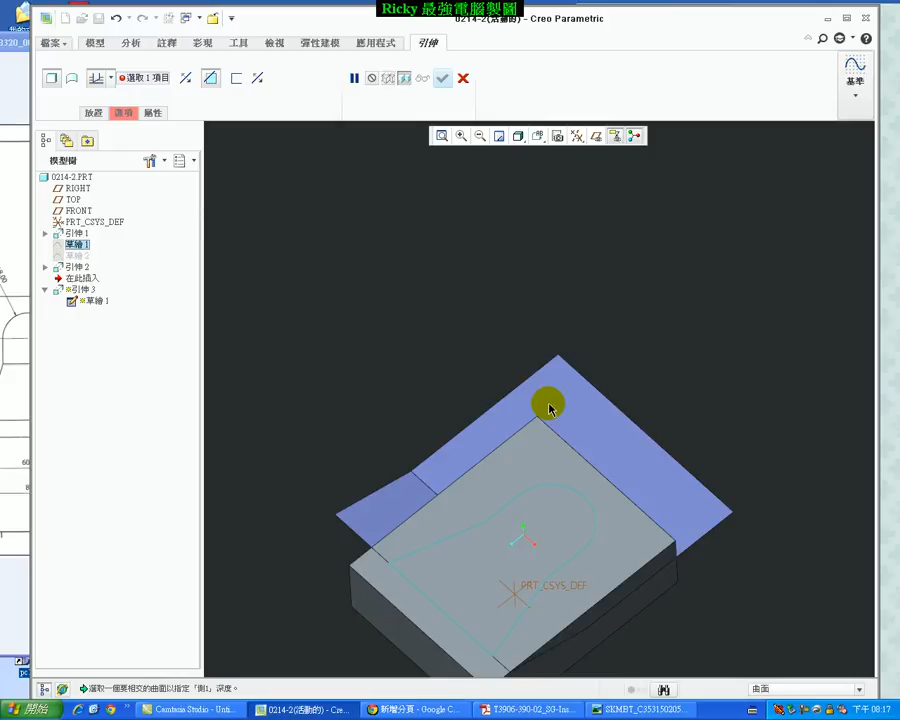 Ricky 最強電腦製圖
0214-2(活動的) - Creo Parametric
檔案 模型 分析 註釋 彩現 工具 檢視 彈性建模 應用程式 引伸
選取 1 項目
基準
放置 選項 屬性
模型樹
0214-2.PRT
RIGHT
TOP
FRONT
PRT_CSYS_DEF
引伸 1
草繪 1
草繪 2
引伸 2
在此插入
引伸 3
草繪 1
60
PRT_CSYS_DEF
選取一個要相交的曲面以指定「側1」深度。
曲面
開始
Camtasia Studio - Unti...
0214-2(活動的) - Cre...
新增分頁 - Google C...
T3906-390-02_SG-Ins...
SKMBT_C353150205...
下午 08:17